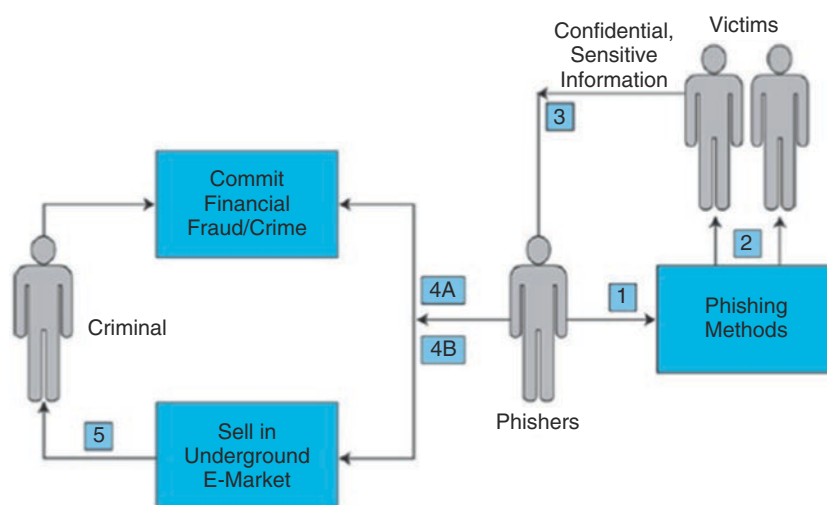 Confidential,
Sensitive
Information
Victims
3
Commit
Financial
Fraud/Crime
2
4A
1
Phishing
Methods
Criminal
4B
Phishers
5
Sell in
Underground
E-Market